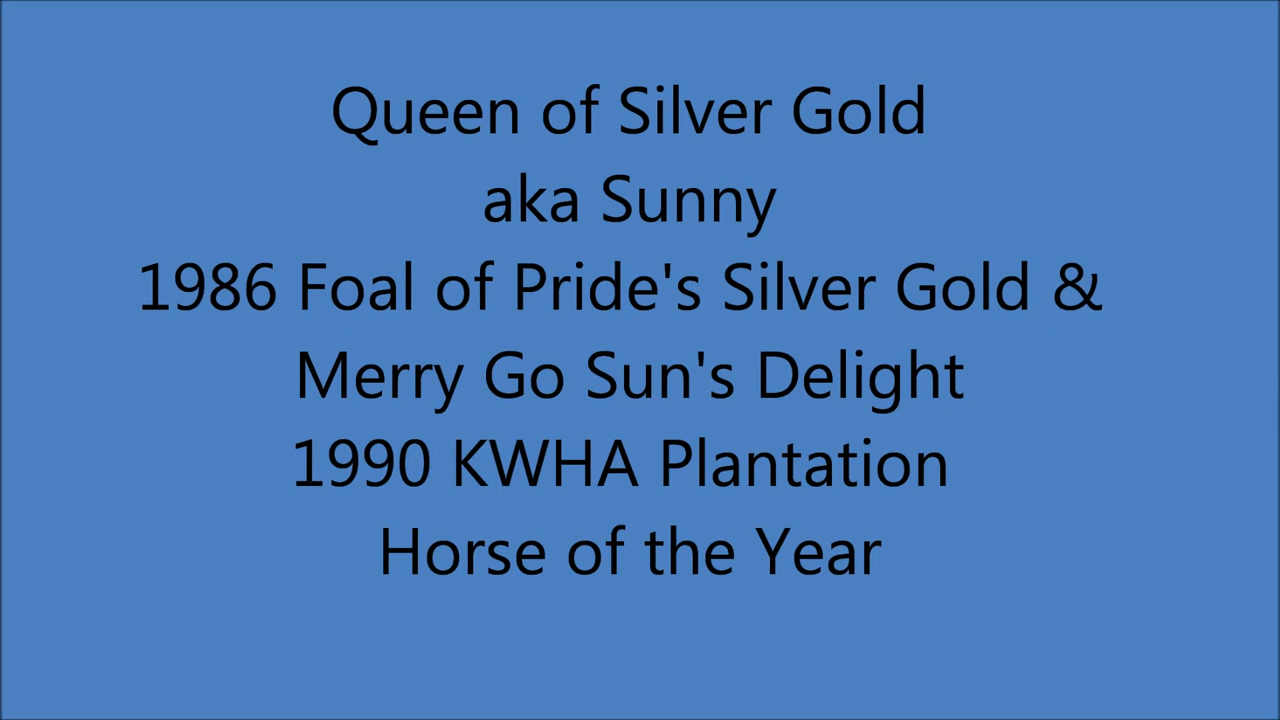 Queen of Silver Gold
aka Sunny
1986 Foal of Pride's Silver Gold &
Merry Go Sun's Delight
1990 KWHA Plantation
Horse of the Year